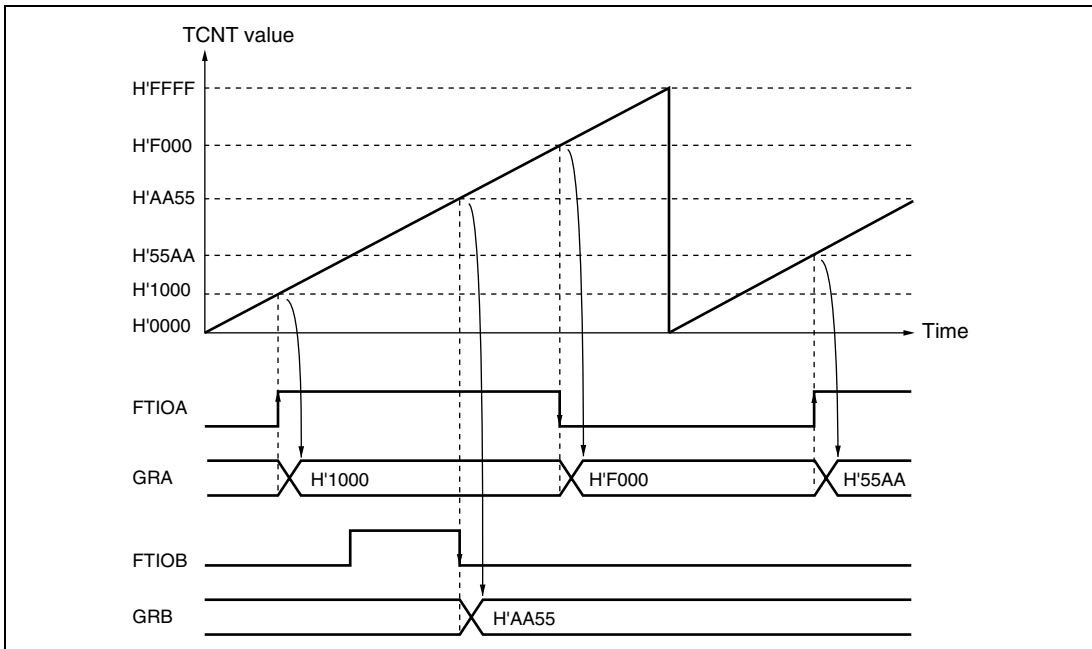 TCNT value
H'FFFF
H'F000
H'AA55
H'55AA
H'1000
H'0000
Time
FTIOA
GRA
H'1000
H'F000
H'55AA
FTIOB
GRB
H'AA55